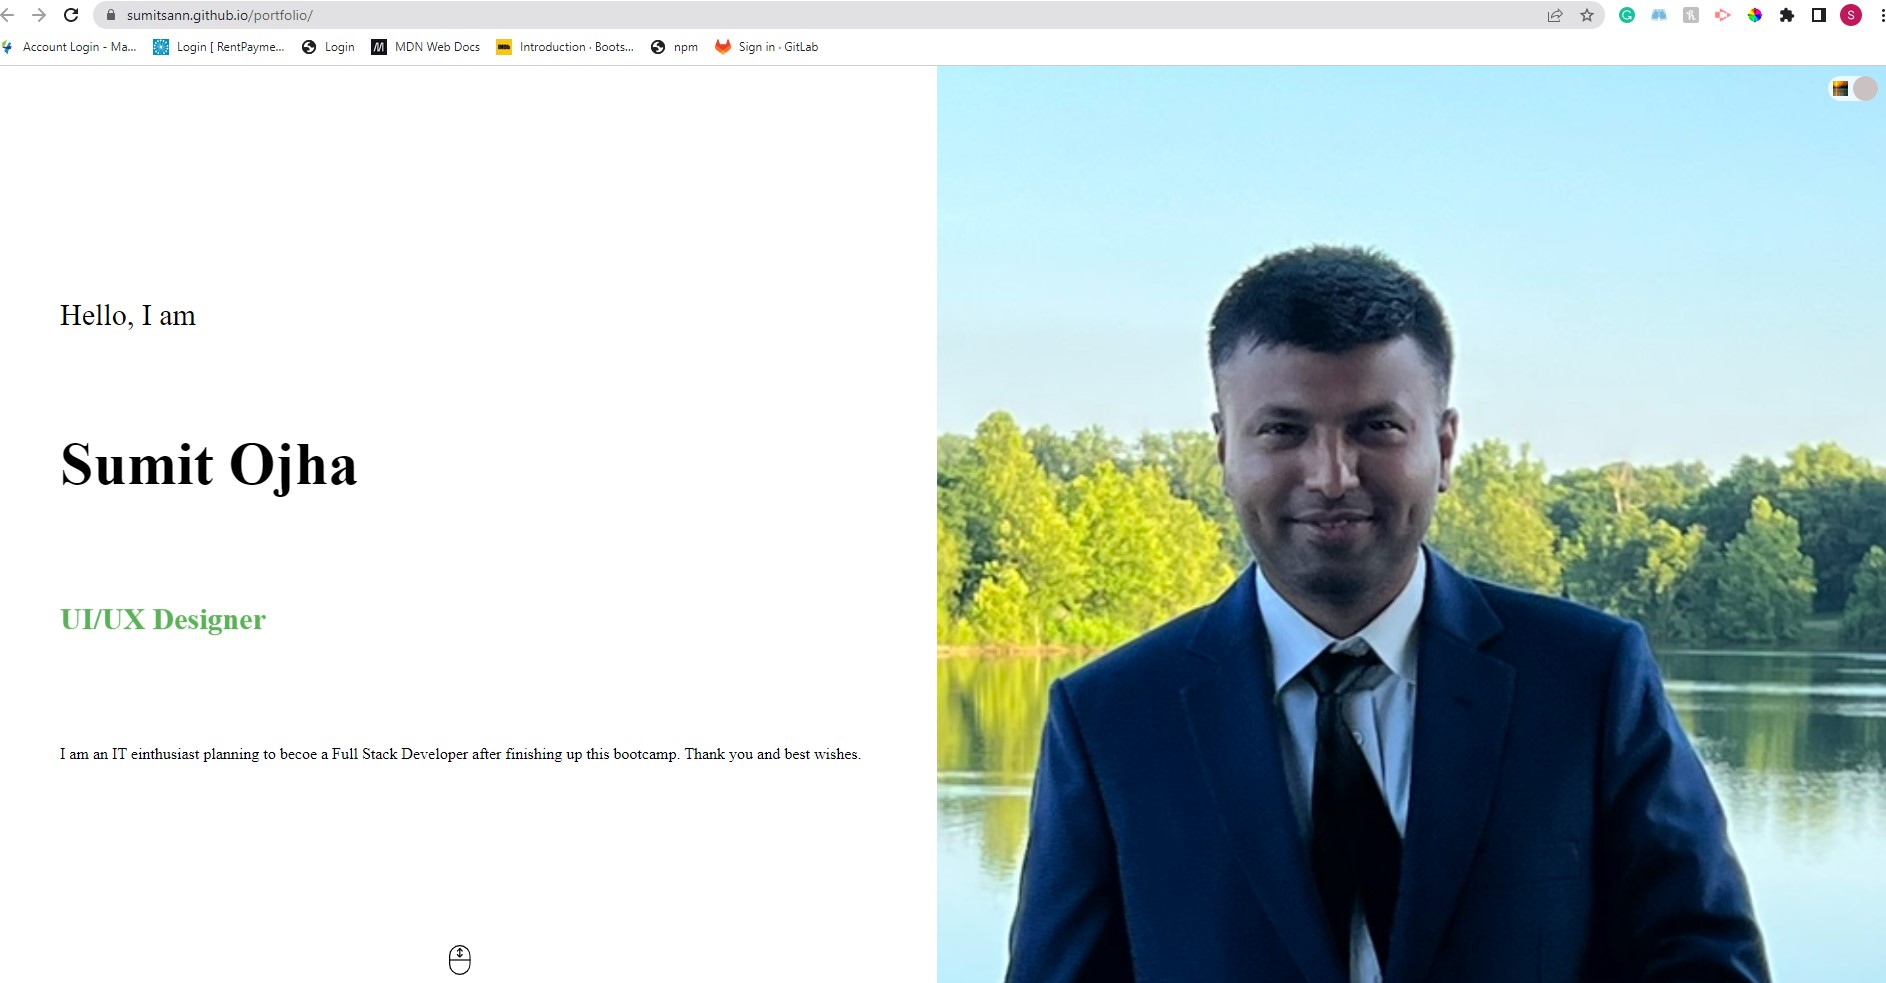 sumitsann.github.io/portfolio/
S
Account Login - Ma...
Login [ RentPayme...
Login
M
MDN Web Docs
Introduction · Boots...
npm
Sign in · GitLab
Hello, I am
Sumit Ojha
UI/UX Designer
I am an IT einthusiast planning to becoe a Full Stack Developer after finishing up this bootcamp. Thank you and best wishes.